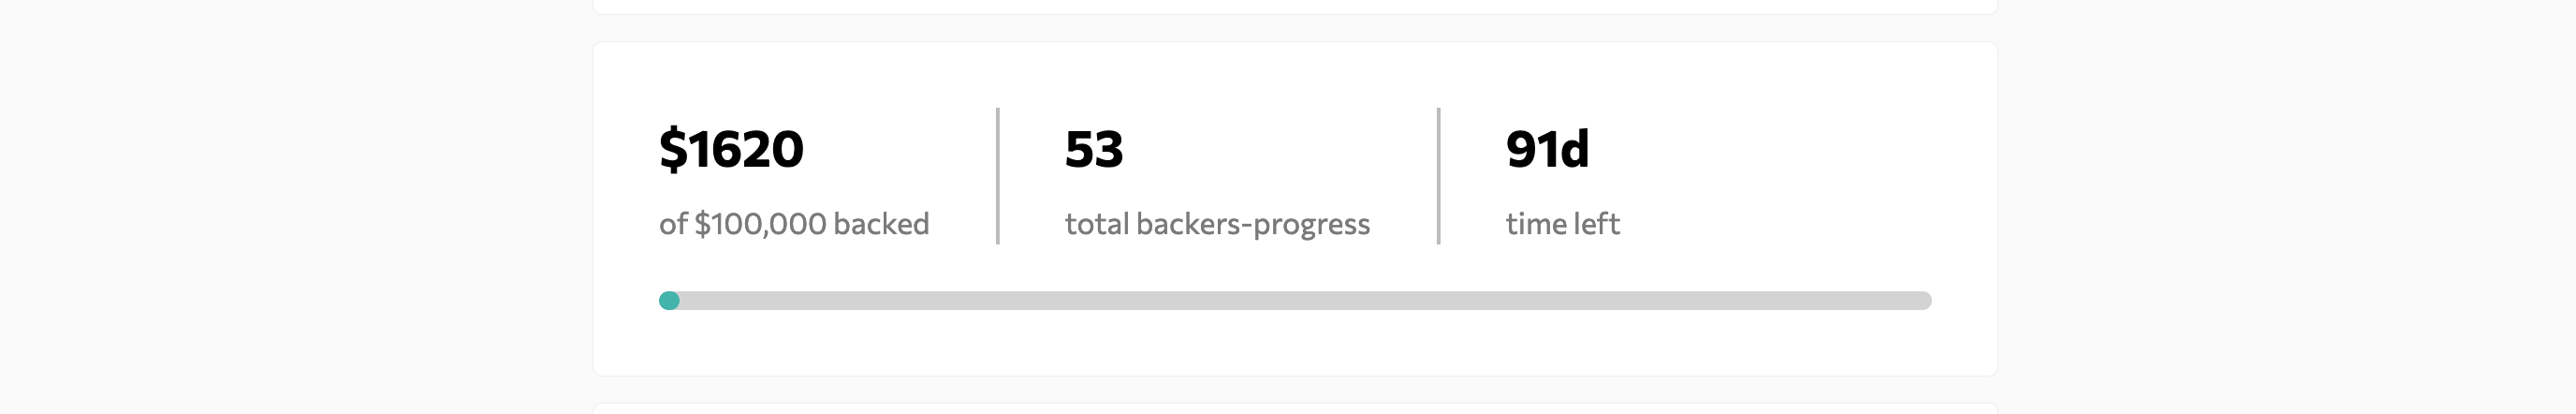 $1620
of $100,000 backed
53
total backers-progress
91d
time left